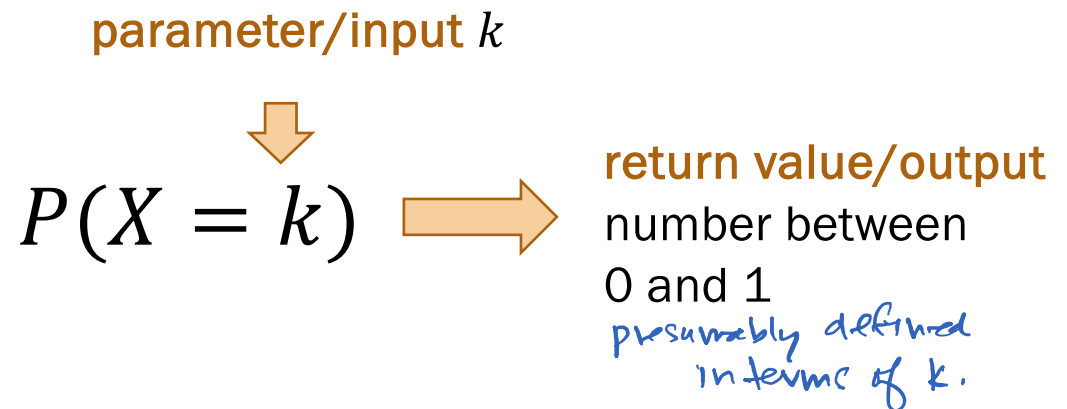 parameter/input k
P(X = k)
return value/output
number between
0 and 1
presumably defined
in terms of k.